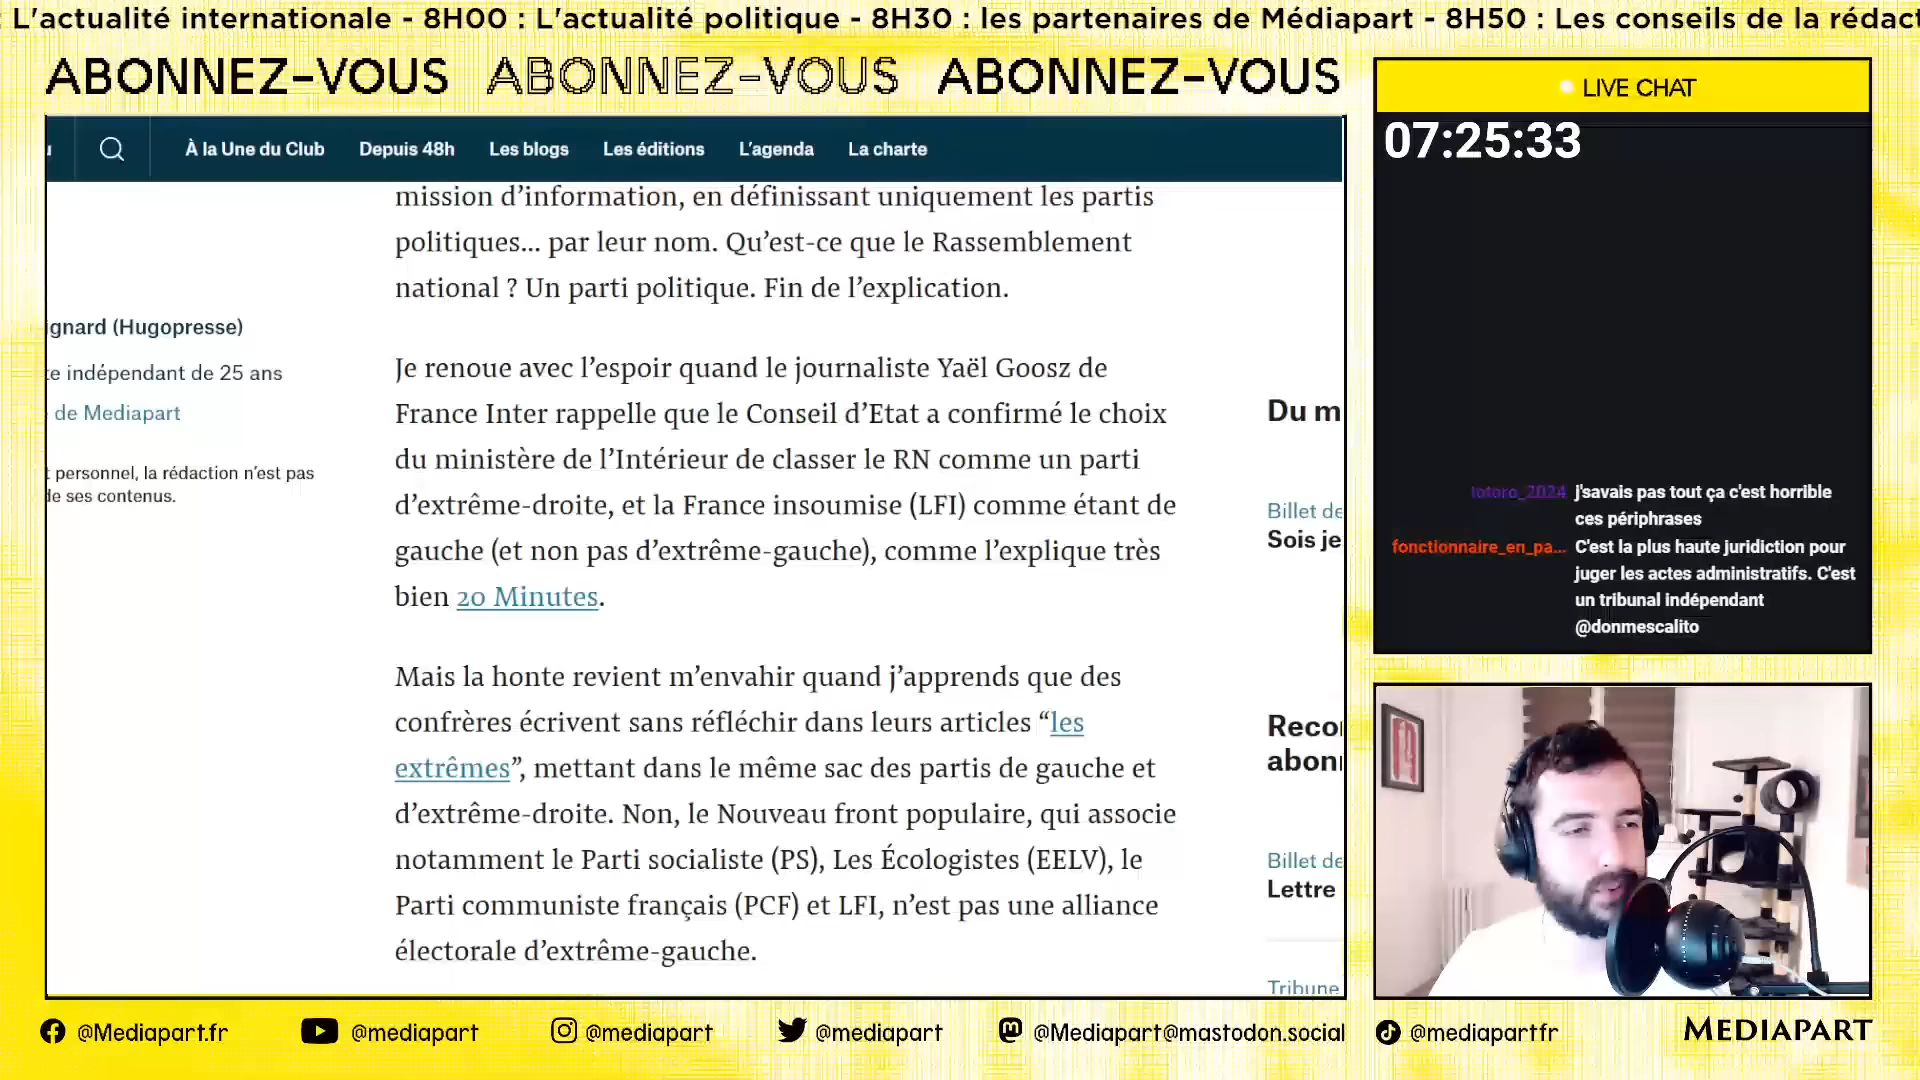 : L'actualité internationale - 8H00 : L'actualité politique - 8H30 : les partenaires de Médiapart - 8H50 : Les conseils de la rédact
ABONNEZ-VOUS ABONNEZ-VOUS ABONNEZ-VOUS
À la Une du Club Depuis 48h Les blogs Les éditions L'agenda La charte
mission d’information, en définissant uniquement les partis
politiques... par leur nom. Qu’est-ce que le Rassemblement
national ? Un parti politique. Fin de l’explication.
ignard (Hugopresse)
te indépendant de 25 ans
de Mediapart
t personnel, la rédaction n’est pas
de ses contenus.
Je renoue avec l’espoir quand le journaliste Yaël Goosz de
France Inter rappelle que le Conseil d’Etat a confirmé le choix
du ministère de l’Intérieur de classer le RN comme un parti
d’extrême-droite, et la France insoumise (LFI) comme étant de
gauche (et non pas d’extrême-gauche), comme l’explique très
bien 20 Minutes.
Mais la honte revient m’envahir quand j’apprends que des
confrères écrivent sans réfléchir dans leurs articles “les
extrêmes”, mettant dans le même sac des partis de gauche et
d’extrême-droite. Non, le Nouveau front populaire, qui associe
notamment le Parti socialiste (PS), Les Écologistes (EELV), le
Parti communiste français (PCF) et LFI, n’est pas une alliance
électorale d’extrême-gauche.
Du m
Billet de
Sois je
Recor
abon
Billet de
Lettre
Tribune
LIVE CHAT
07:25:33
totoro_2024 j'savais pas tout ça c'est horrible
ces périphrases
fonctionnaire_en_pa... C'est la plus haute juridiction pour
juger les actes administratifs. C'est
un tribunal indépendant
@donmescalito
@Mediapart.fr @mediapart @mediapart @mediapart @Mediapart@mastodon.social @mediapartfr MEDIAPART